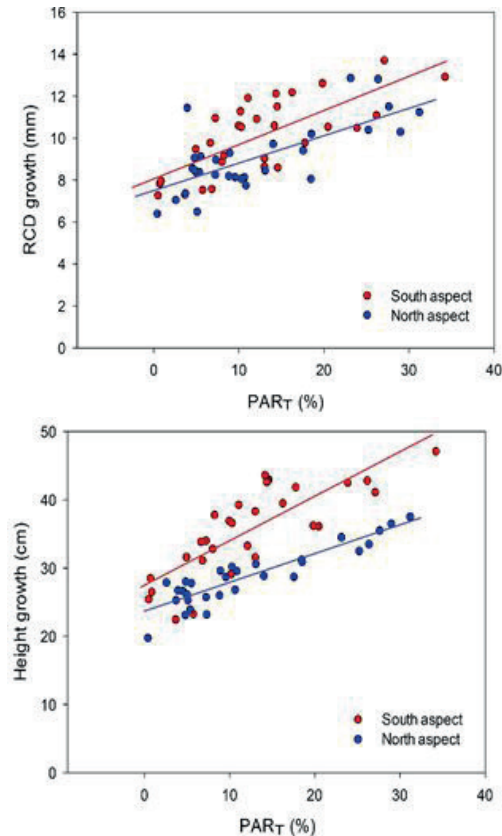 16
14
12
10
8
6
4
2
0
RCD growth (mm)
South aspect
North aspect
0 10 20 30 40
PART (%)
50
40
30
20
10
0
Height growth (cm)
South aspect
North aspect
0 10 20 30 40
PART (%)